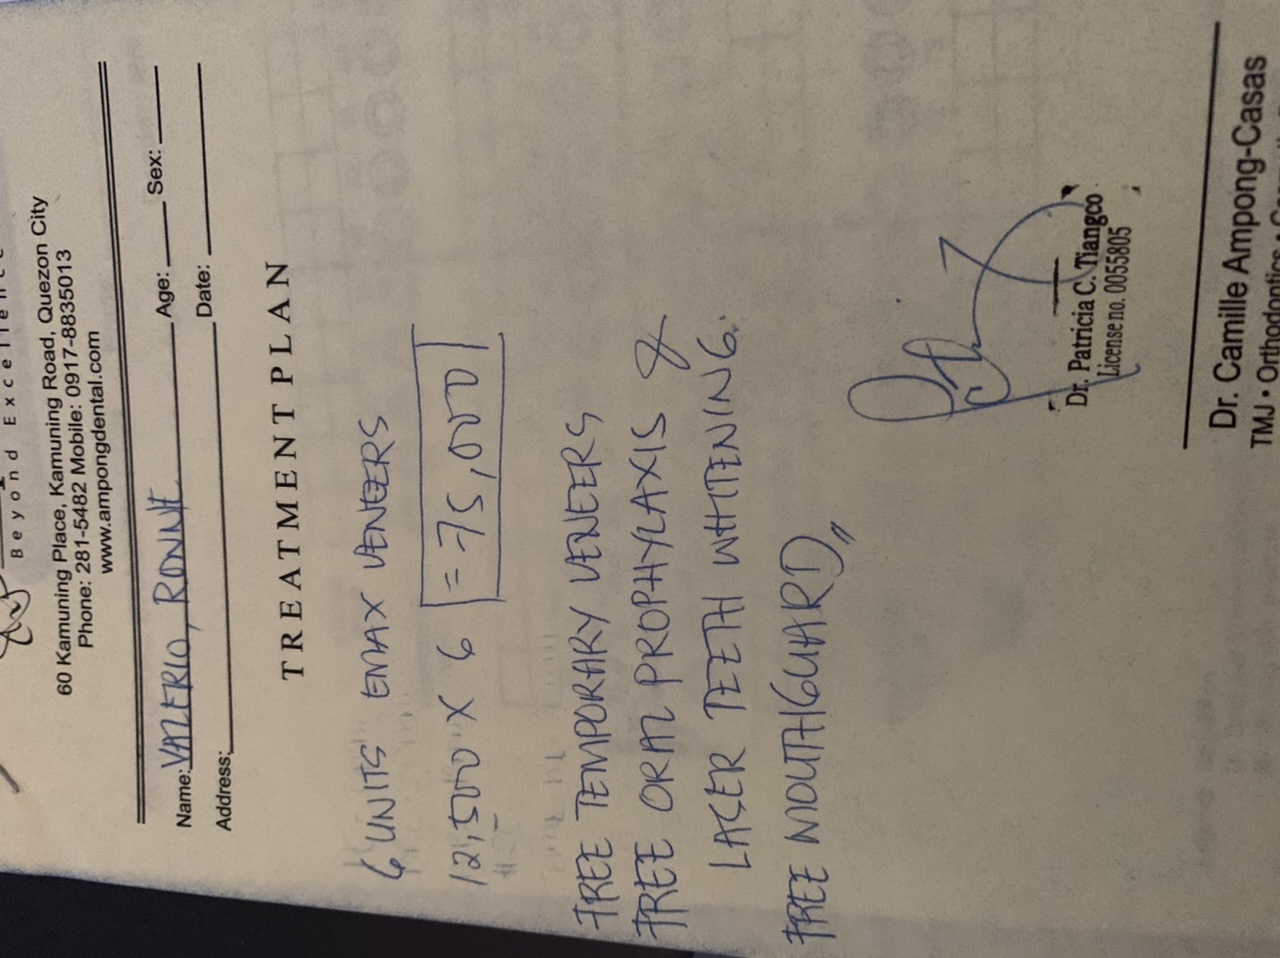 Beyond Excellence
60 Kamuning Place, Kamuning Road, Quezon City
Phone: 281-5482 Mobile: 0917-8835013
www.ampongdental.com
Name: VALERIO, RONNIE Age: Sex:
Address: Date:
TREATMENT PLAN
6 UNITS EMAX VENEERS
12,500 X 6 = 75,000
FREE TEMPORARY VENEERS
FREE ORAL PROPHYLAXIS &
LASER TEETH WHITENING.
FREE MOUTHGUARD
Dr. Patricia C. Tiangco
License no. 0055805
Dr. Camille Ampong-Casas
TMJ • Orthodontics •